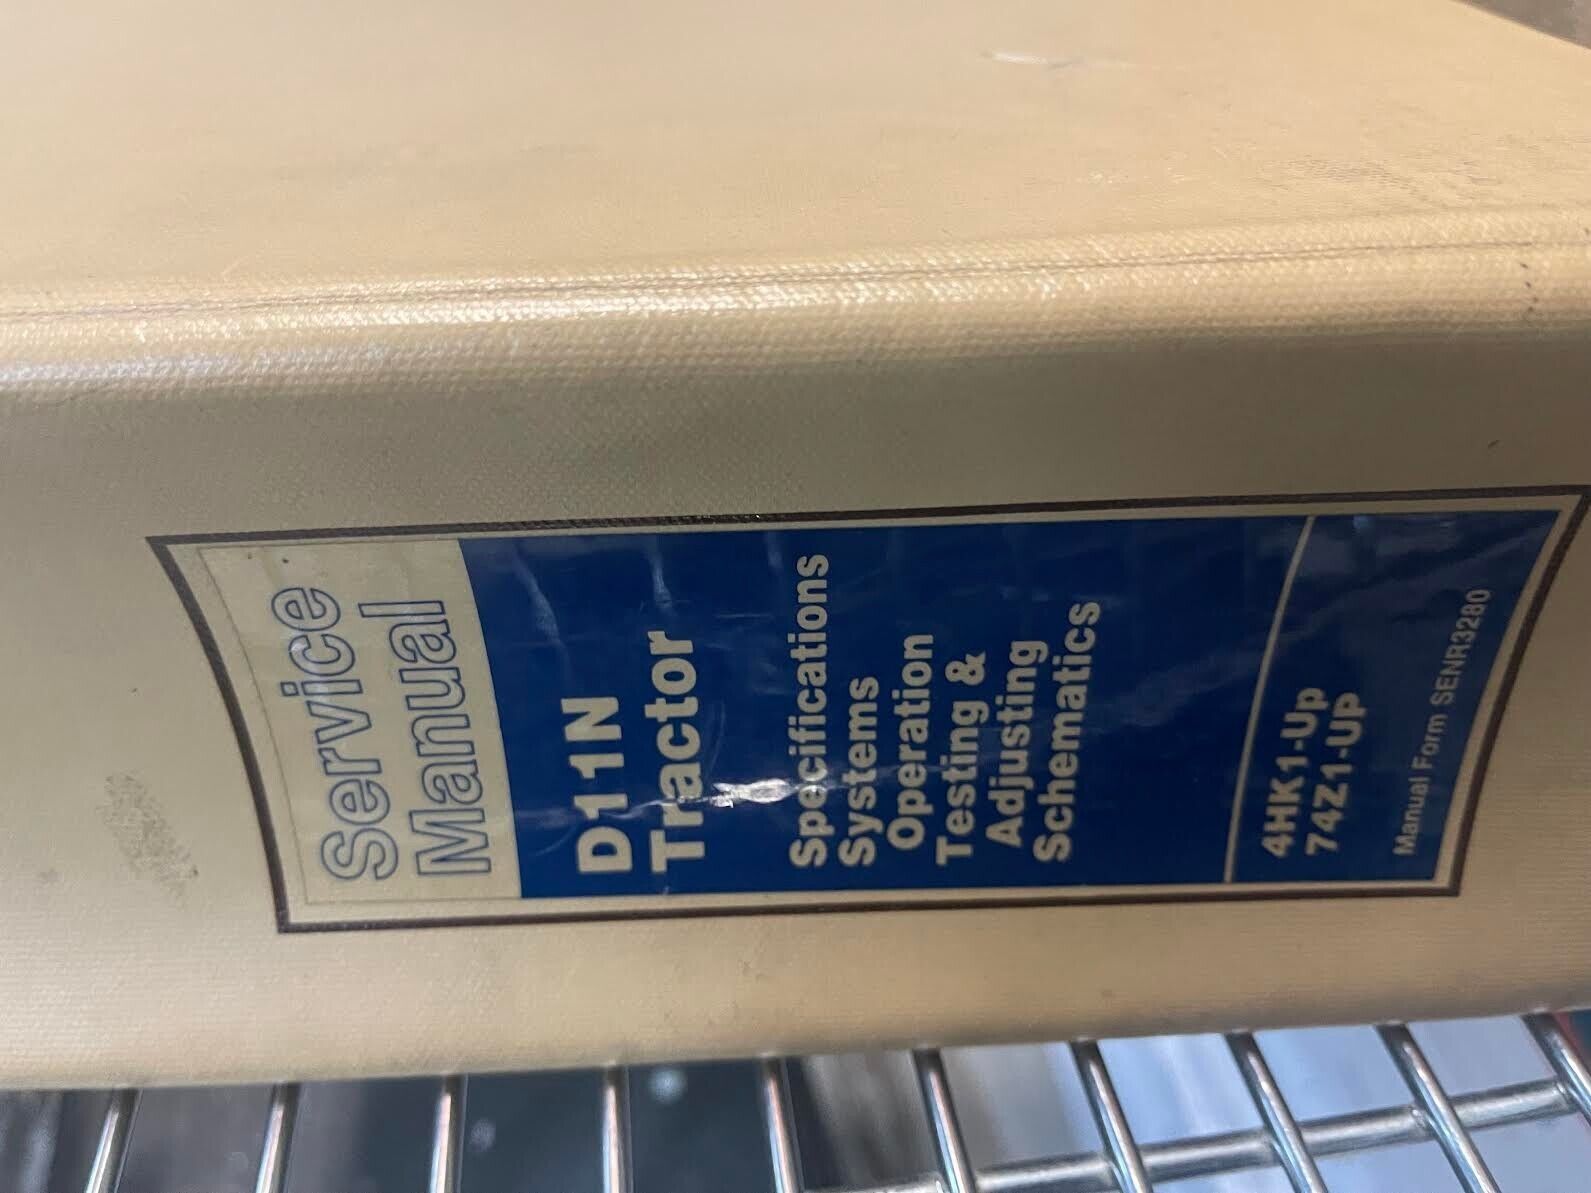 Service
Manual
D11N
Tractor
Specifications
Systems
Operation
Testing &
Adjusting
Schematics
4HK1-Up
74Z1-UP
Manual Form SENR3280